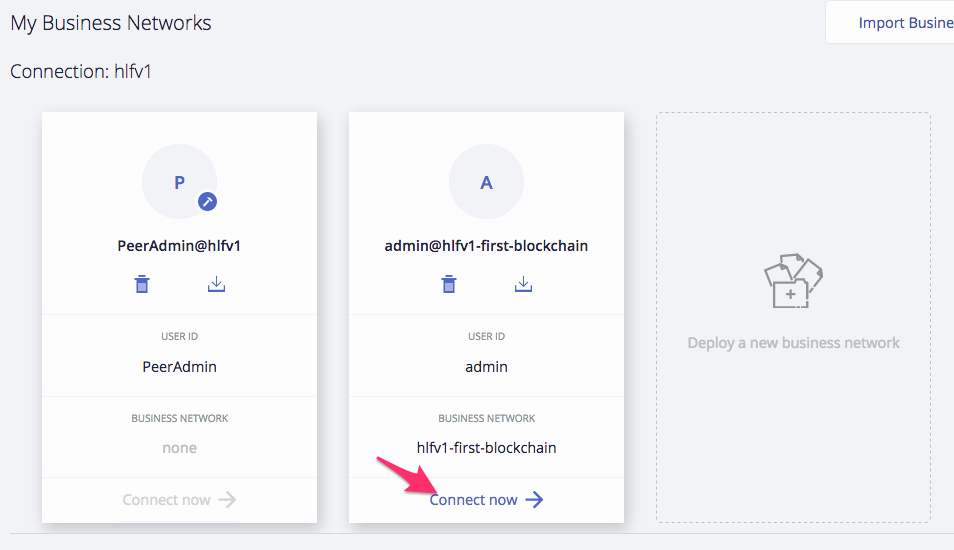 My Business Networks
Import Busine
Connection: hlfv1
P
PeerAdmin@hlfv1
USER ID
PeerAdmin
BUSINESS NETWORK
none
Connect now
A
admin@hlfv1-first-blockchain
USER ID
admin
BUSINESS NETWORK
hlfv1-first-blockchain
Connect now
Deploy a new business network